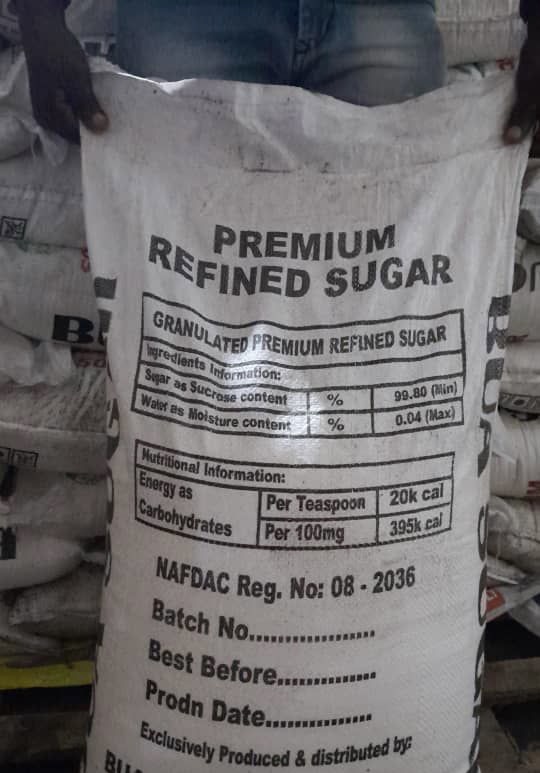 PREMIUM
REFINED SUGAR
GRANULATED PREMIUM REFINED SUGAR
Ingredients Information:
Sugar as Sucrose content % 99.80 (Min)
Water as Moisture content % 0.04 (Max)
Nutritional Information:
Energy as
Carbohydrates
Per Teaspoon 20k cal
Per 100mg 395k cal
NAFDAC Reg. No: 08 - 2036
Batch No..................
Best Before..............
Prodn Date...............
Exclusively Produced & distributed by:
BUA